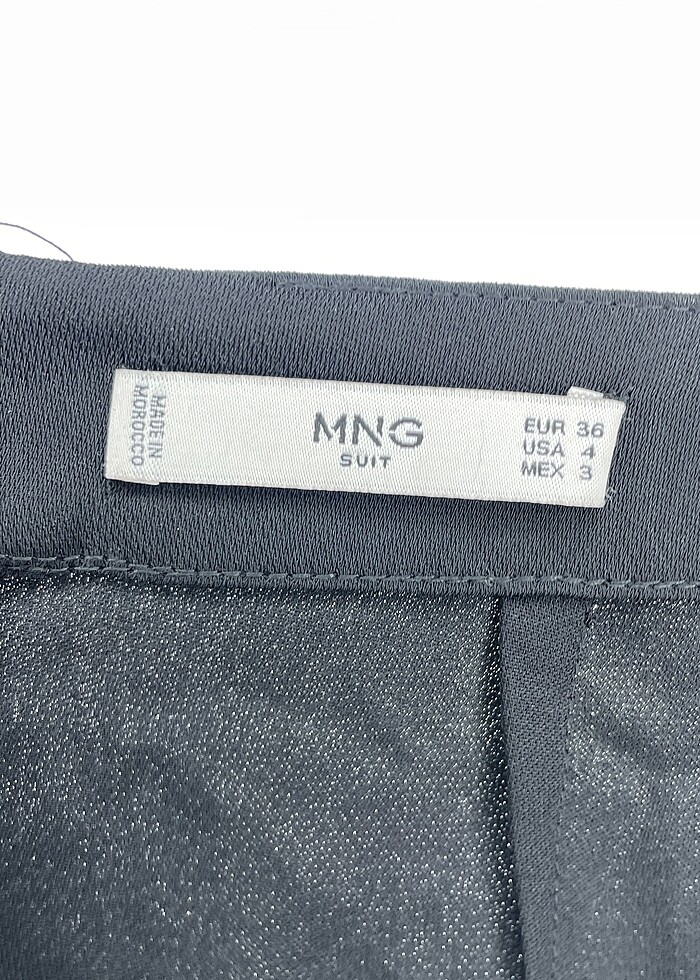 MADE IN
MOROCCO
MNG
SUIT
EUR 36
USA 4
MEX 3